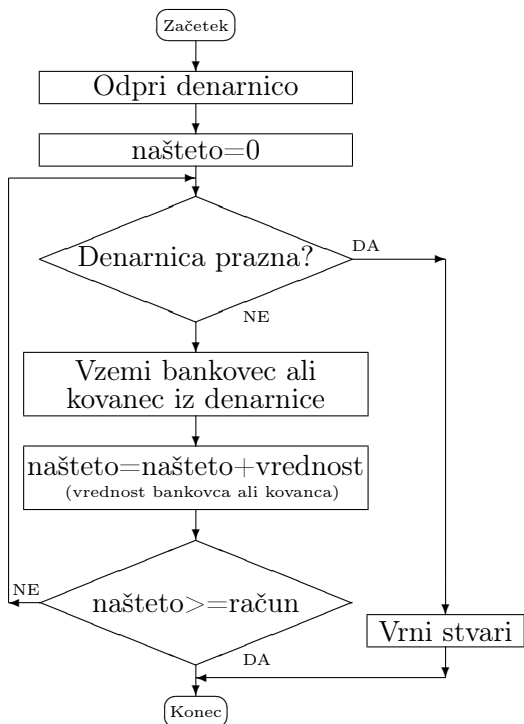 Začetek
Odpri denarnico
našteto=0
Denarnica prazna?
DA
NE
Vzemi bankovec ali
kovanec iz denarnice
našteto=našteto+vrednost
(vrednost bankovca ali kovanca)
NE
našteto>=račun
Vrni stvari
DA
Konec